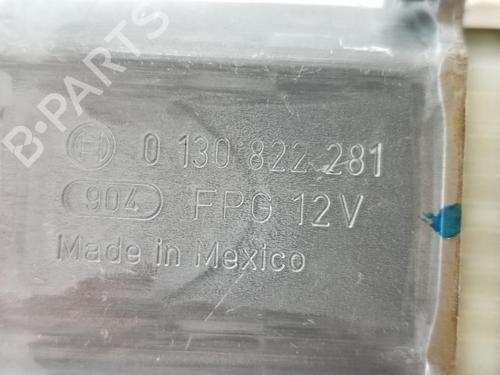 B-PARTS
0 130 822 281
904 FPG 12V
Made in Mexico